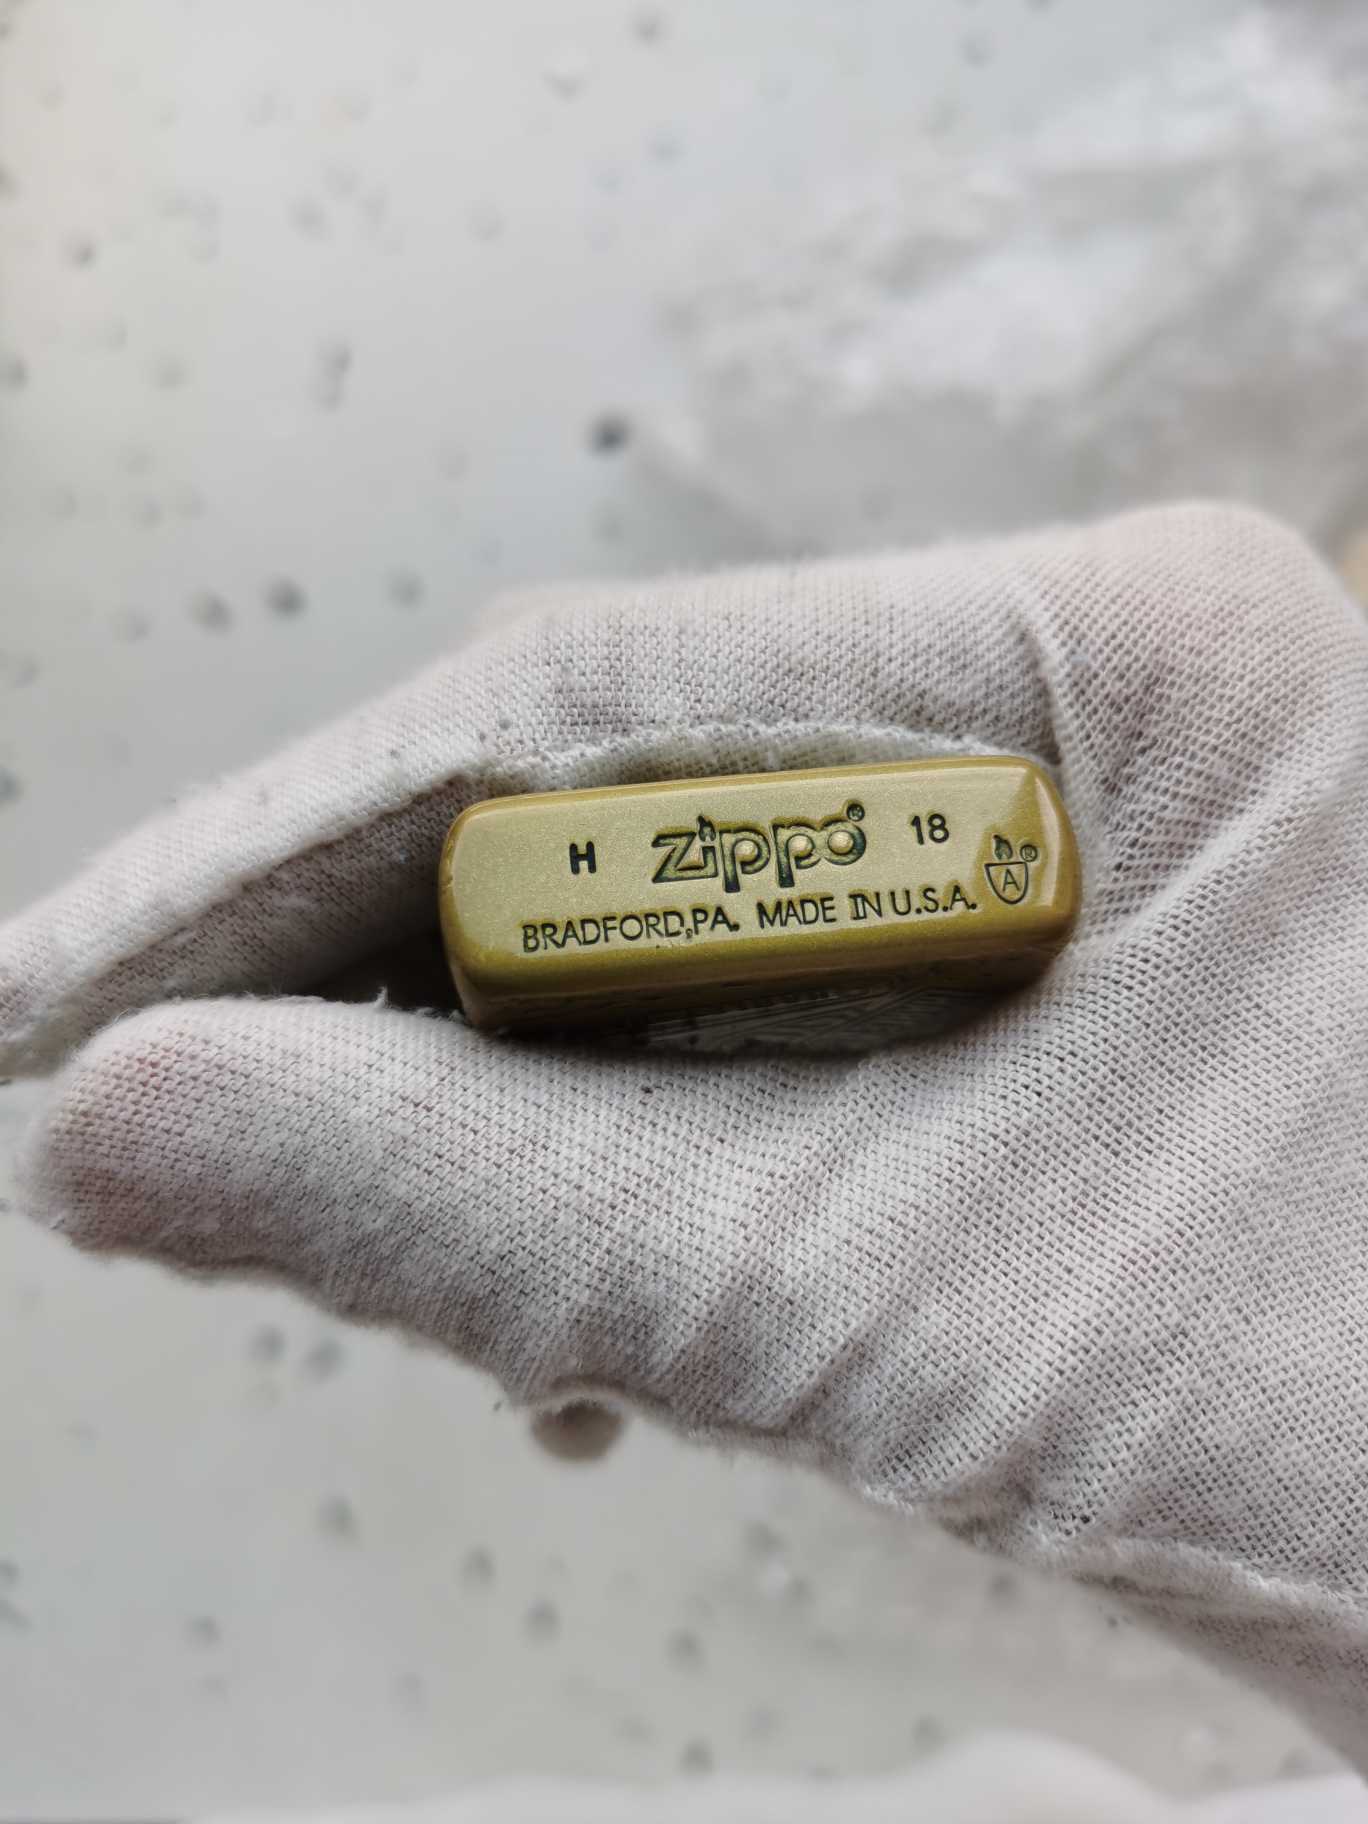 H zippo® 18
BRADFORD,PA. MADE IN U.S.A. A®